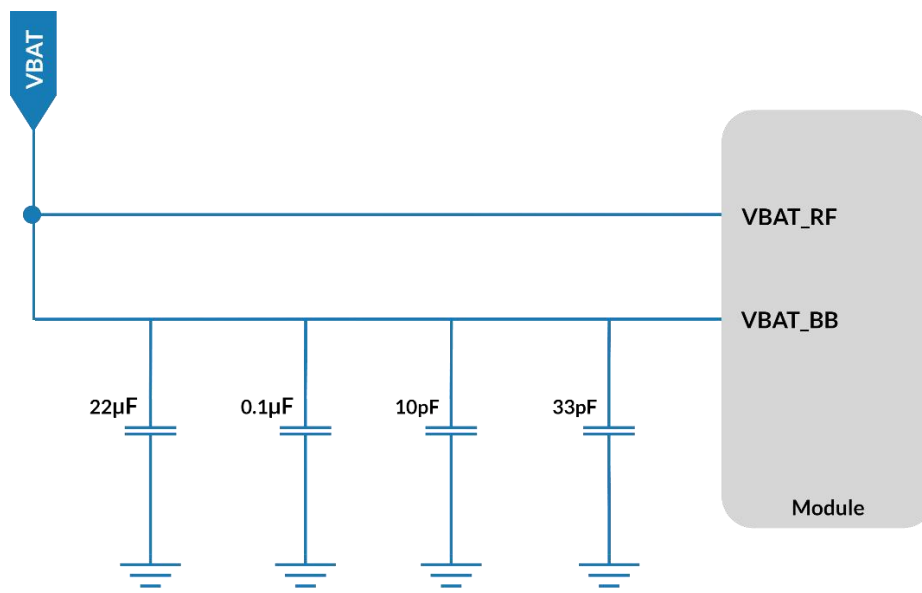 VBAT
VBAT_RF
VBAT_BB
22µF
0.1µF
10pF
33pF
Module